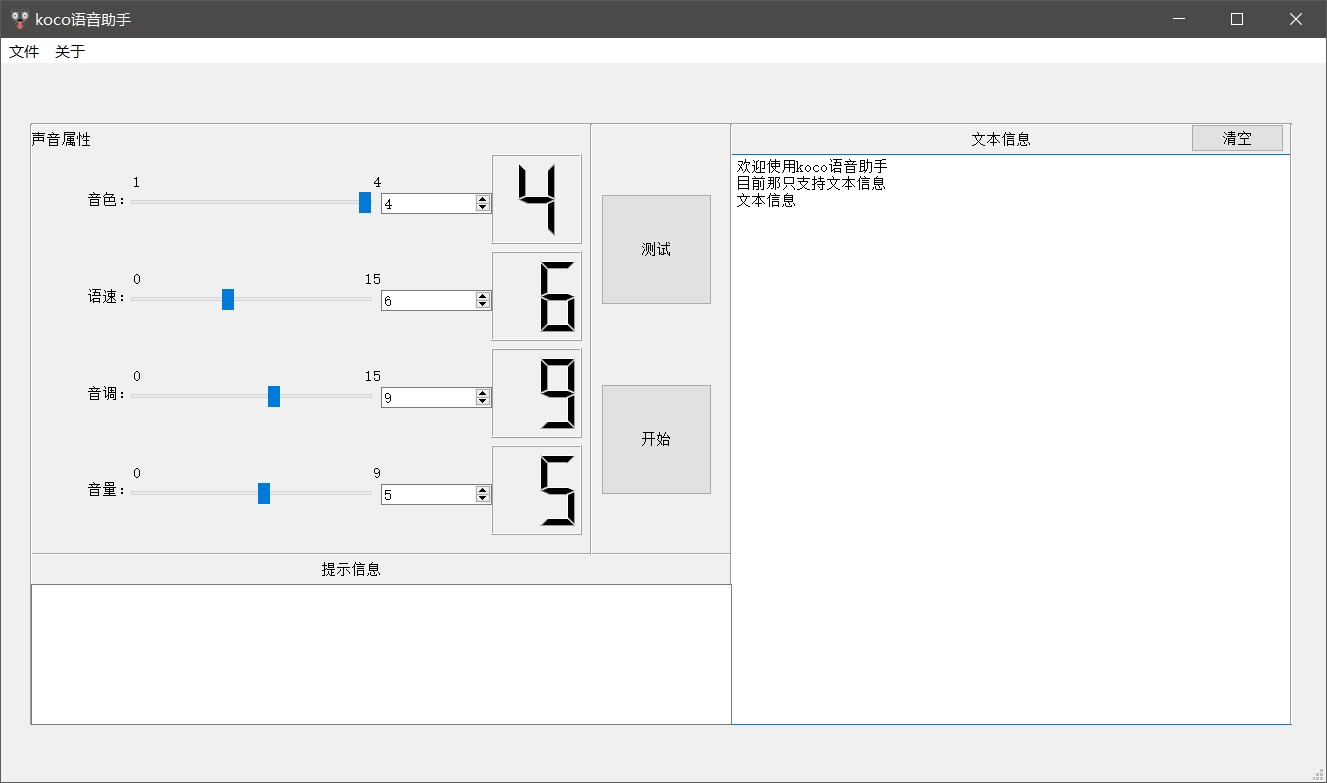 koco语音助手
文件 关于
声音属性
1 4
音色： 4 4
0 15
语速： 6 6
0 15
音调： 9 9
0 9
音量： 5 5
测试
开始
提示信息
文本信息 清空
欢迎使用koco语音助手
目前那只支持文本信息
文本信息